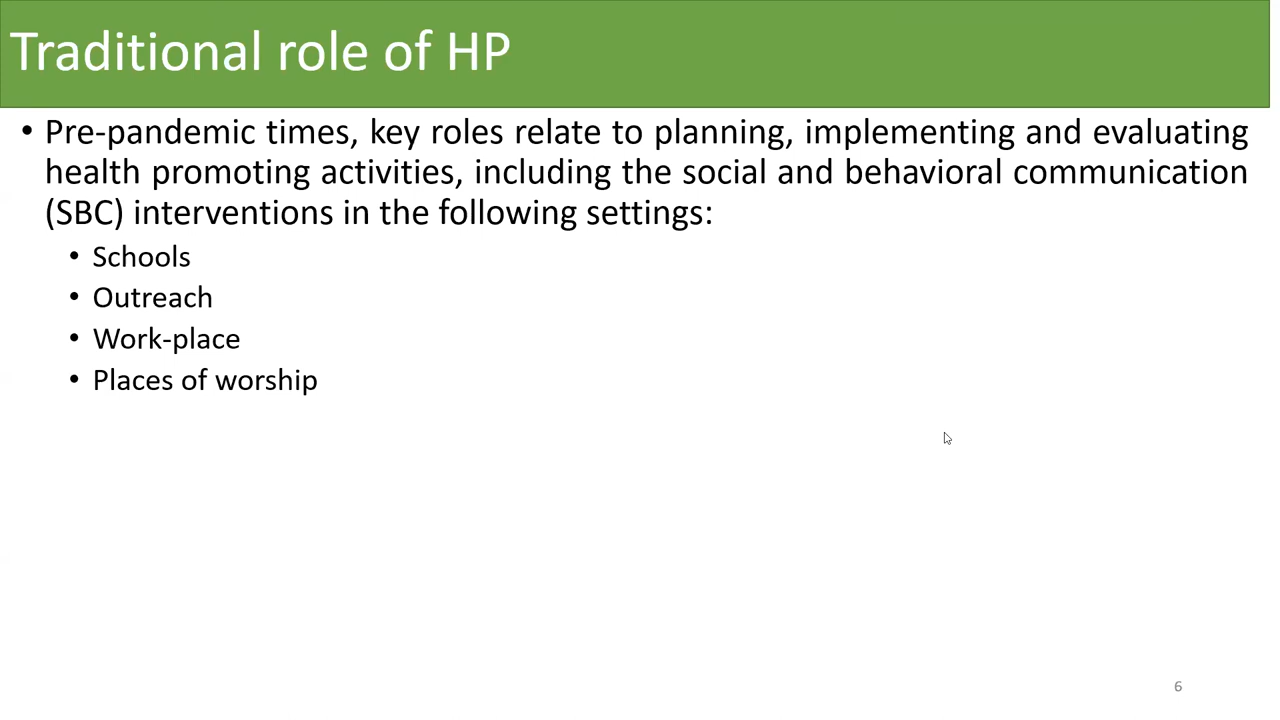 Traditional role of HP
• Pre-pandemic times, key roles relate to planning, implementing and evaluating
health promoting activities, including the social and behavioral communication
(SBC) interventions in the following settings:
• Schools
• Outreach
• Work-place
• Places of worship
6